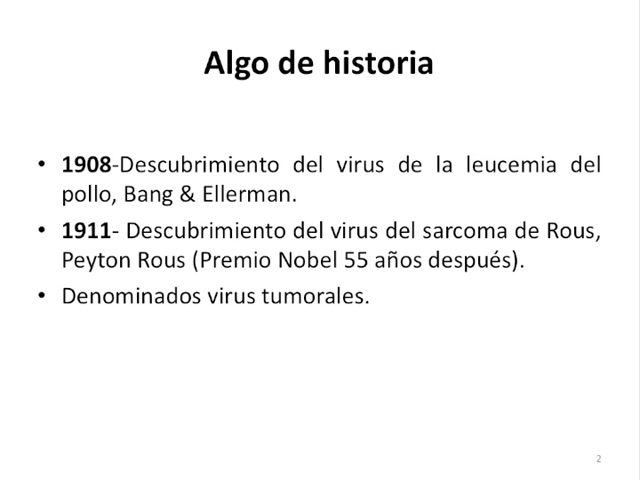 Algo de historia
• 1908-Descubrimiento del virus de la leucemia del
pollo, Bang & Ellerman.
• 1911- Descubrimiento del virus del sarcoma de Rous,
Peyton Rous (Premio Nobel 55 años después).
• Denominados virus tumorales.
2